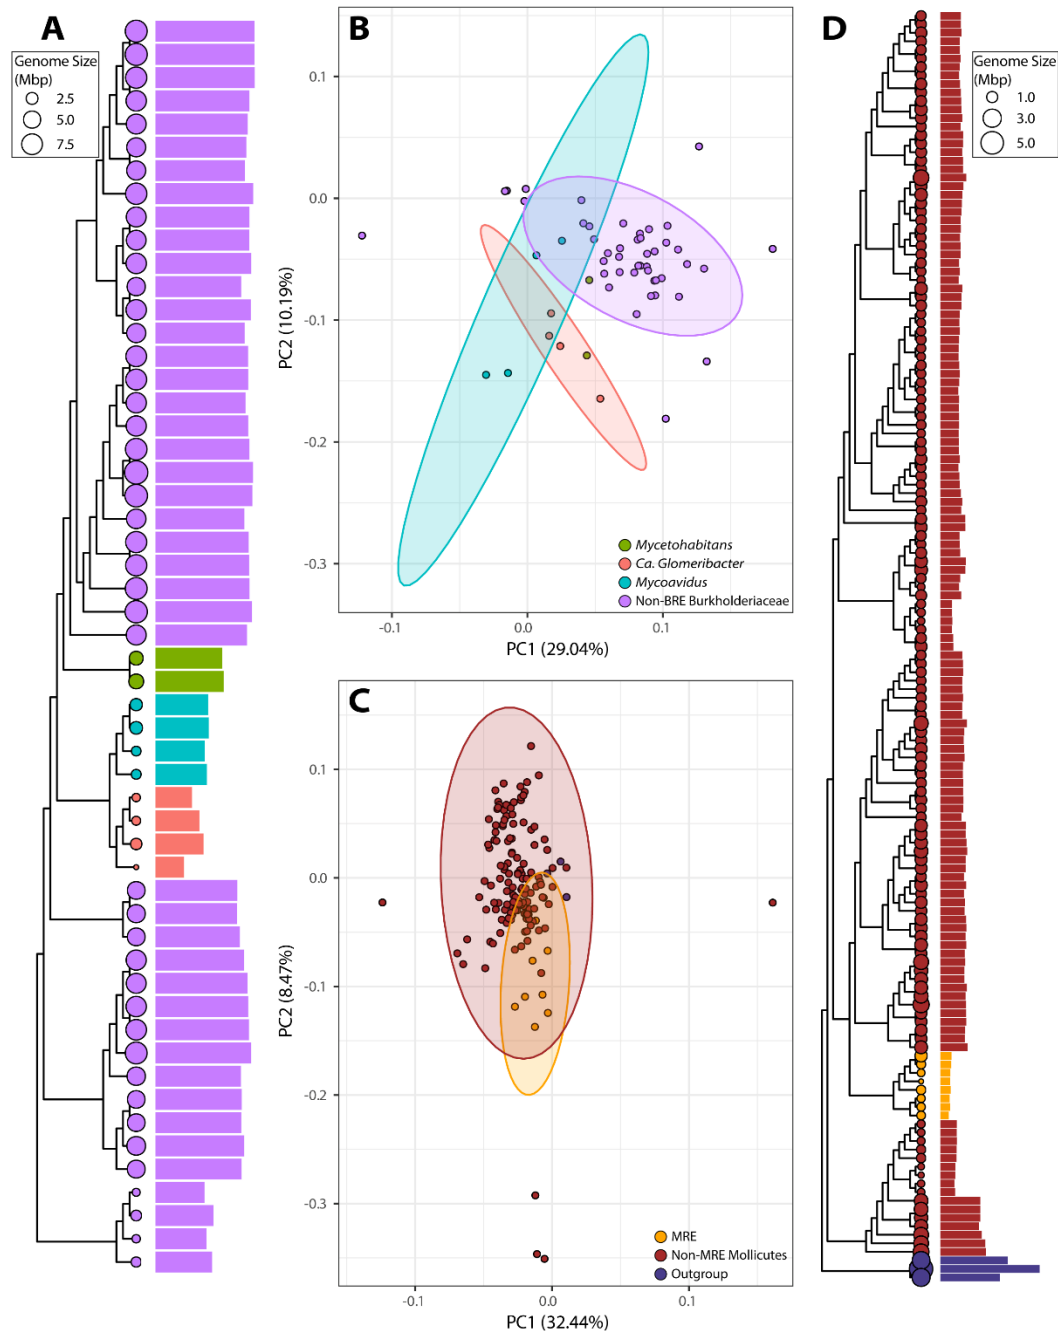 A
Genome Size
(Mbp)
2.5
5.0
7.5
B
0.1
0.0
-0.1
-0.2
-0.3
PC2 (10.19%)
Mycetohabitans
Ca. Glomeribacter
Mycoavidus
Non-BRE Burkholderiaceae
-0.1
0.0
0.1
PC1 (29.04%)
C
0.1
0.0
-0.1
-0.2
-0.3
PC2 (8.47%)
MRE
Non-MRE Mollicutes
Outgroup
-0.1
0.0
0.1
PC1 (32.44%)
D
Genome Size
(Mbp)
1.0
3.0
5.0